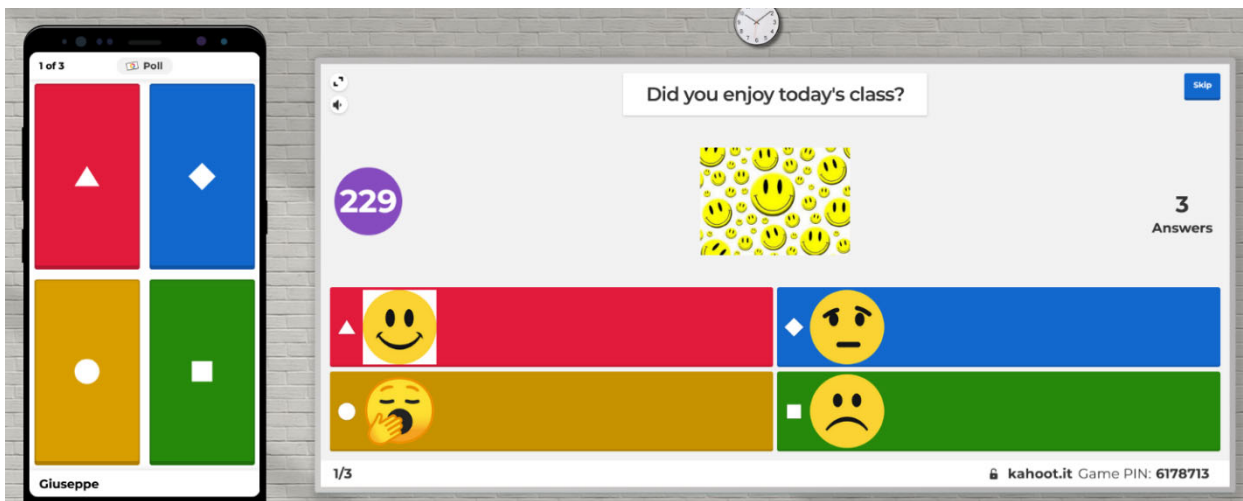 1 of 3
Poll
Giuseppe
Did you enjoy today's class?
Skip
229
3
Answers
1/3
kahoot.it Game PIN: 6178713